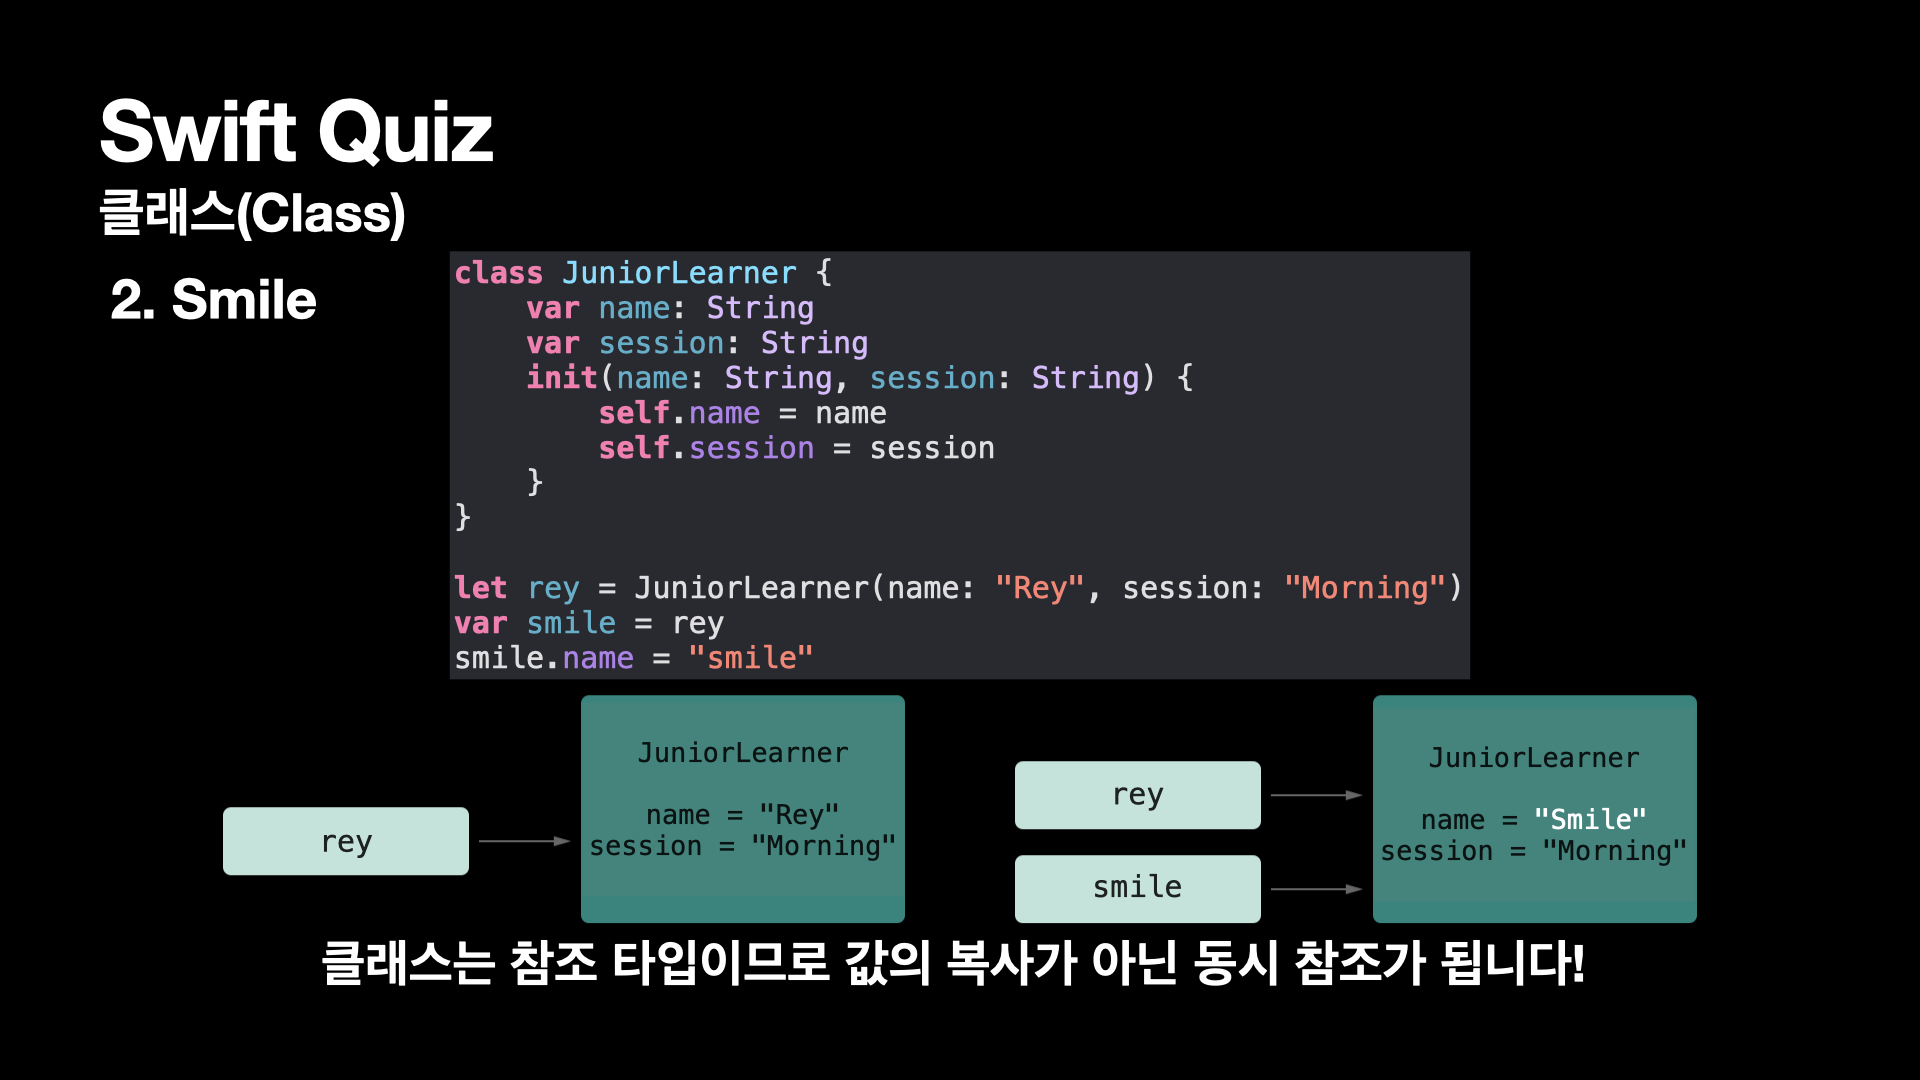 Swift Quiz
클래스(Class)
2. Smile
class JuniorLearner {
    var name: String
    var session: String
    init(name: String, session: String) {
        self.name = name
        self.session = session
    }
}
let rey = JuniorLearner(name: "Rey", session: "Morning")
var smile = rey
smile.name = "smile"
rey
JuniorLearner
name = "Rey"
session = "Morning"
rey
smile
JuniorLearner
name = "Smile"
session = "Morning"
클래스는 참조 타입이므로 값의 복사가 아닌 동시 참조가 됩니다!